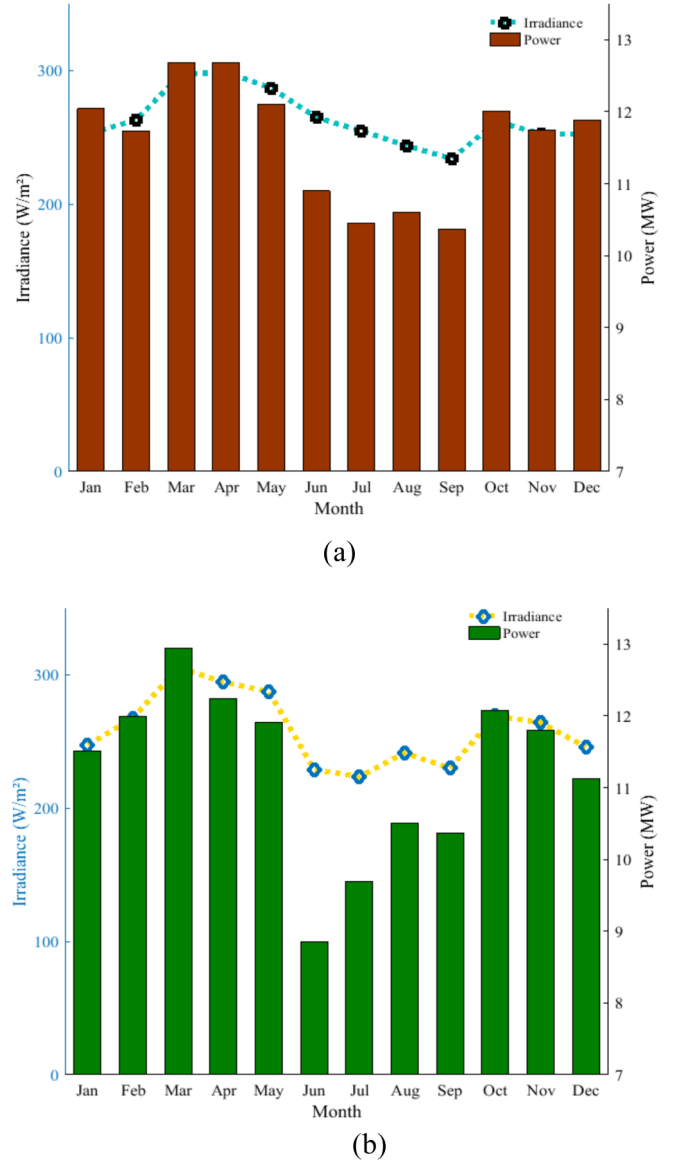 Irradiance
Power
300
200
100
0
Irradiance (W/m²)
13
12
11
10
9
8
7
Power (MW)
Jan Feb Mar Apr May Jun Jul Aug Sep Oct Nov Dec
Month
(a)
Irradiance
Power
300
200
100
0
Irradiance (W/m²)
13
12
11
10
9
8
7
Power (MW)
Jan Feb Mar Apr May Jun Jul Aug Sep Oct Nov Dec
Month
(b)